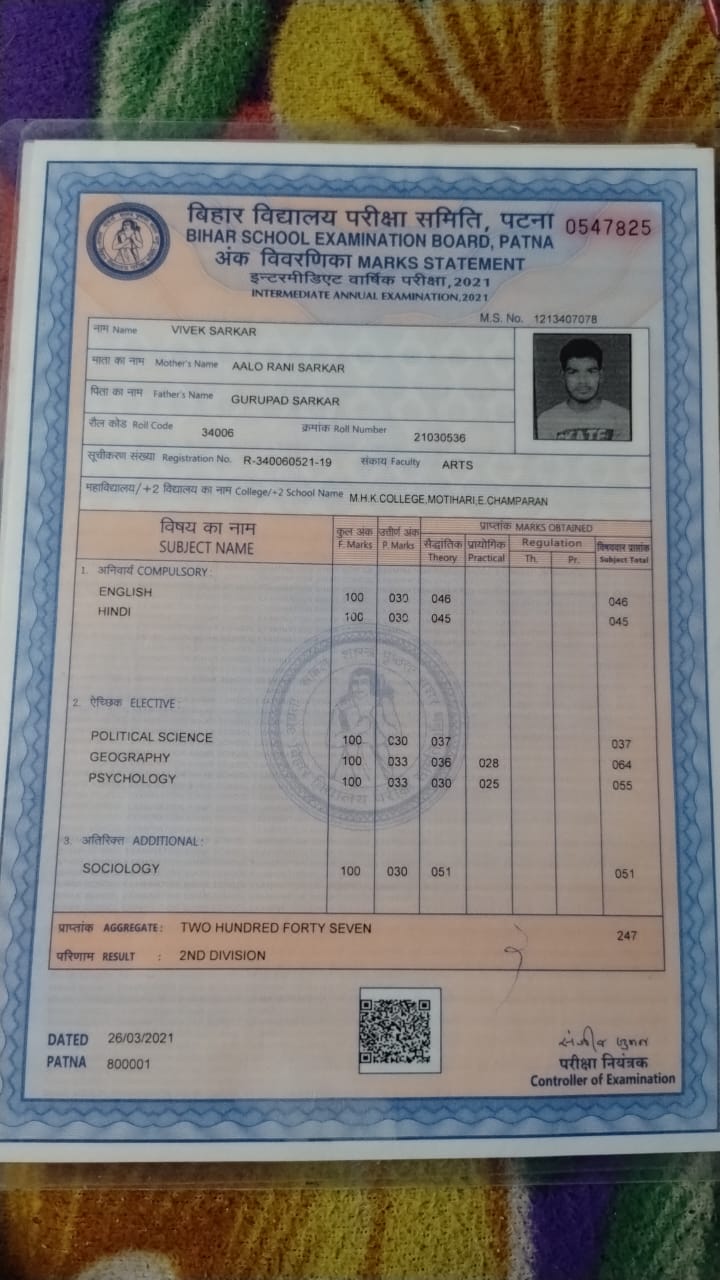 बिहार विद्यालय परीक्षा समिति, पटना
0547825
BIHAR SCHOOL EXAMINATION BOARD, PATNA
अंक विवरणिका MARKS STATEMENT
इन्टरमीडिएट वार्षिक परीक्षा, 2021
INTERMEDIATE ANNUAL EXAMINATION, 2021
M.S. No. 1213407078
नाम Name VIVEK SARKAR
माता का नाम Mother's Name AALO RANI SARKAR
पिता का नाम Father's Name GURUPAD SARKAR
रौल कोड Roll Code 34006 क्रमांक Roll Number 21030536
सूचीकरण संख्या Registration No. R-340060521-19 संकाय Faculty ARTS
महाविद्यालय/+2 विद्यालय का नाम College/+2 School Name M.H.K.COLLEGE,MOTIHARI,E.CHAMPARAN
विषय का नाम कुल अंक उत्तीर्ण अंक प्राप्तांक MARKS OBTAINED
SUBJECT NAME F. Marks P. Marks सैद्धांतिक प्रायोगिक Regulation विषयवार प्राप्तांक
Theory Practical Th. Pr. Subject Total
1. अनिवार्य COMPULSORY :
ENGLISH 100 030 046 046
HINDI 100 030 045 045
2. ऐच्छिक ELECTIVE :
POLITICAL SCIENCE 100 030 037 037
GEOGRAPHY 100 033 036 028 064
PSYCHOLOGY 100 033 030 025 055
3. अतिरिक्त ADDITIONAL :
SOCIOLOGY 100 030 051 051
प्राप्तांक AGGREGATE : TWO HUNDRED FORTY SEVEN 247
परिणाम RESULT : 2ND DIVISION
DATED 26/03/2021
PATNA 800001
परीक्षा नियंत्रक
Controller of Examination